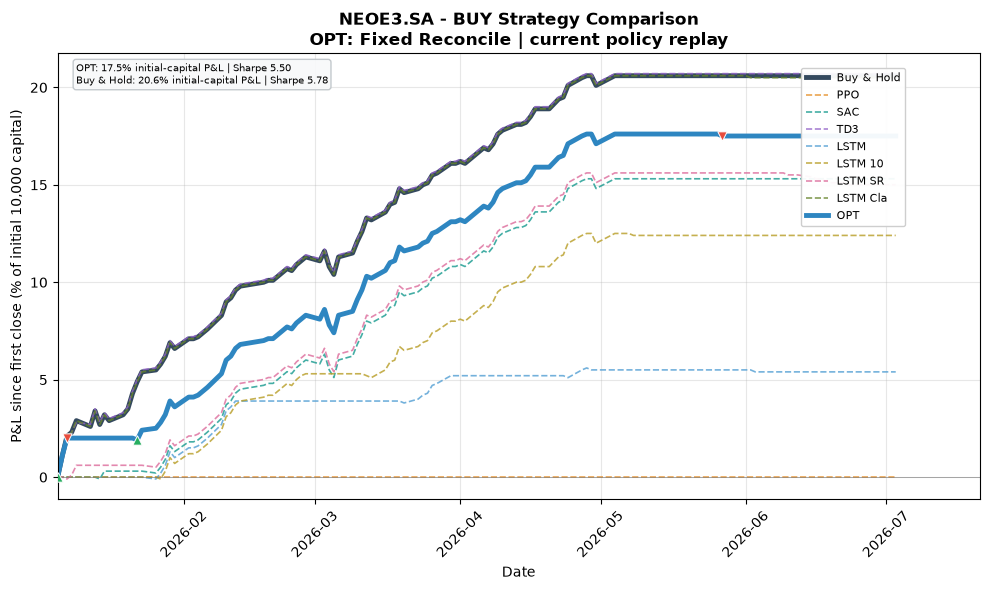 NEOE3.SA - BUY Strategy Comparison
OPT: Fixed Reconcile | current policy replay
OPT: 17.5% initial-capital P&L | Sharpe 5.50
Buy & Hold: 20.6% initial-capital P&L | Sharpe 5.78
Buy & Hold
PPO
SAC
TD3
LSTM
LSTM 10
LSTM SR
LSTM Cla
OPT
P&L since first close (% of initial 10,000 capital)
20
15
10
5
0
2026-02
2026-03
2026-04
2026-05
2026-06
2026-07
Date